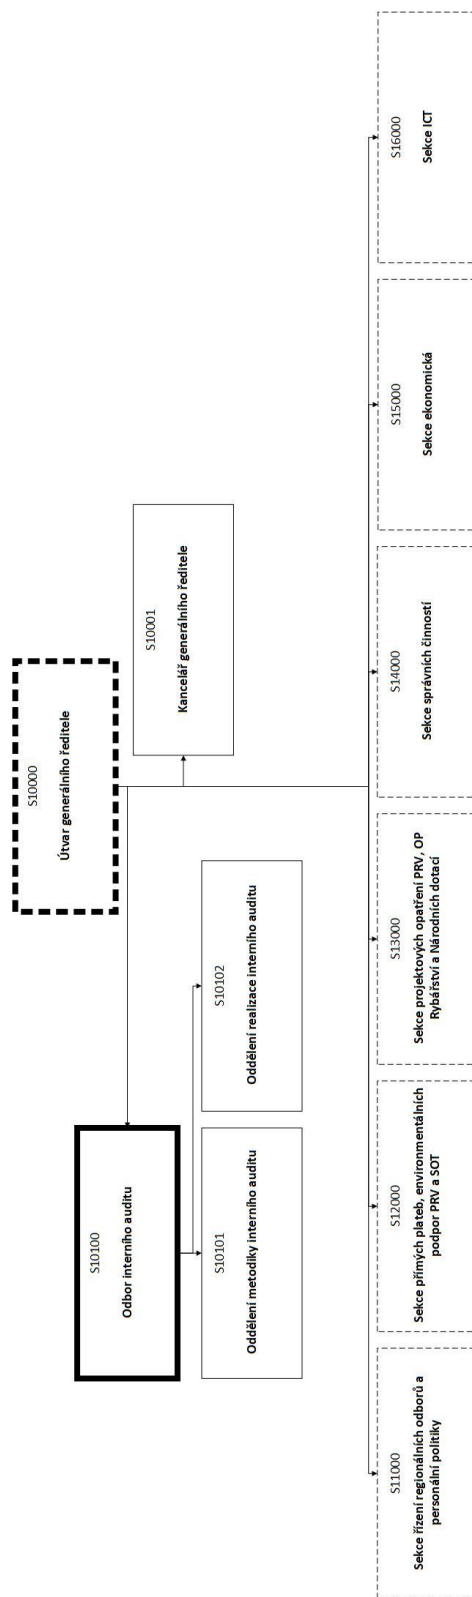 S10000
Útvar generálního ředitele
S10001
Kancelář generálního ředitele
S10100
Odbor interního auditu
S10101
Oddělení metodiky interního auditu
S10102
Oddělení realizace interního auditu
S11000
Sekce řízení regionálních odborů a
personální politiky
S12000
Sekce přímých plateb, environmentálních
podpor PRV a SOT
S13000
Sekce projektových opatření PRV, OP
Rybářství a Národních dotací
S14000
Sekce správních činností
S15000
Sekce ekonomická
S16000
Sekce ICT